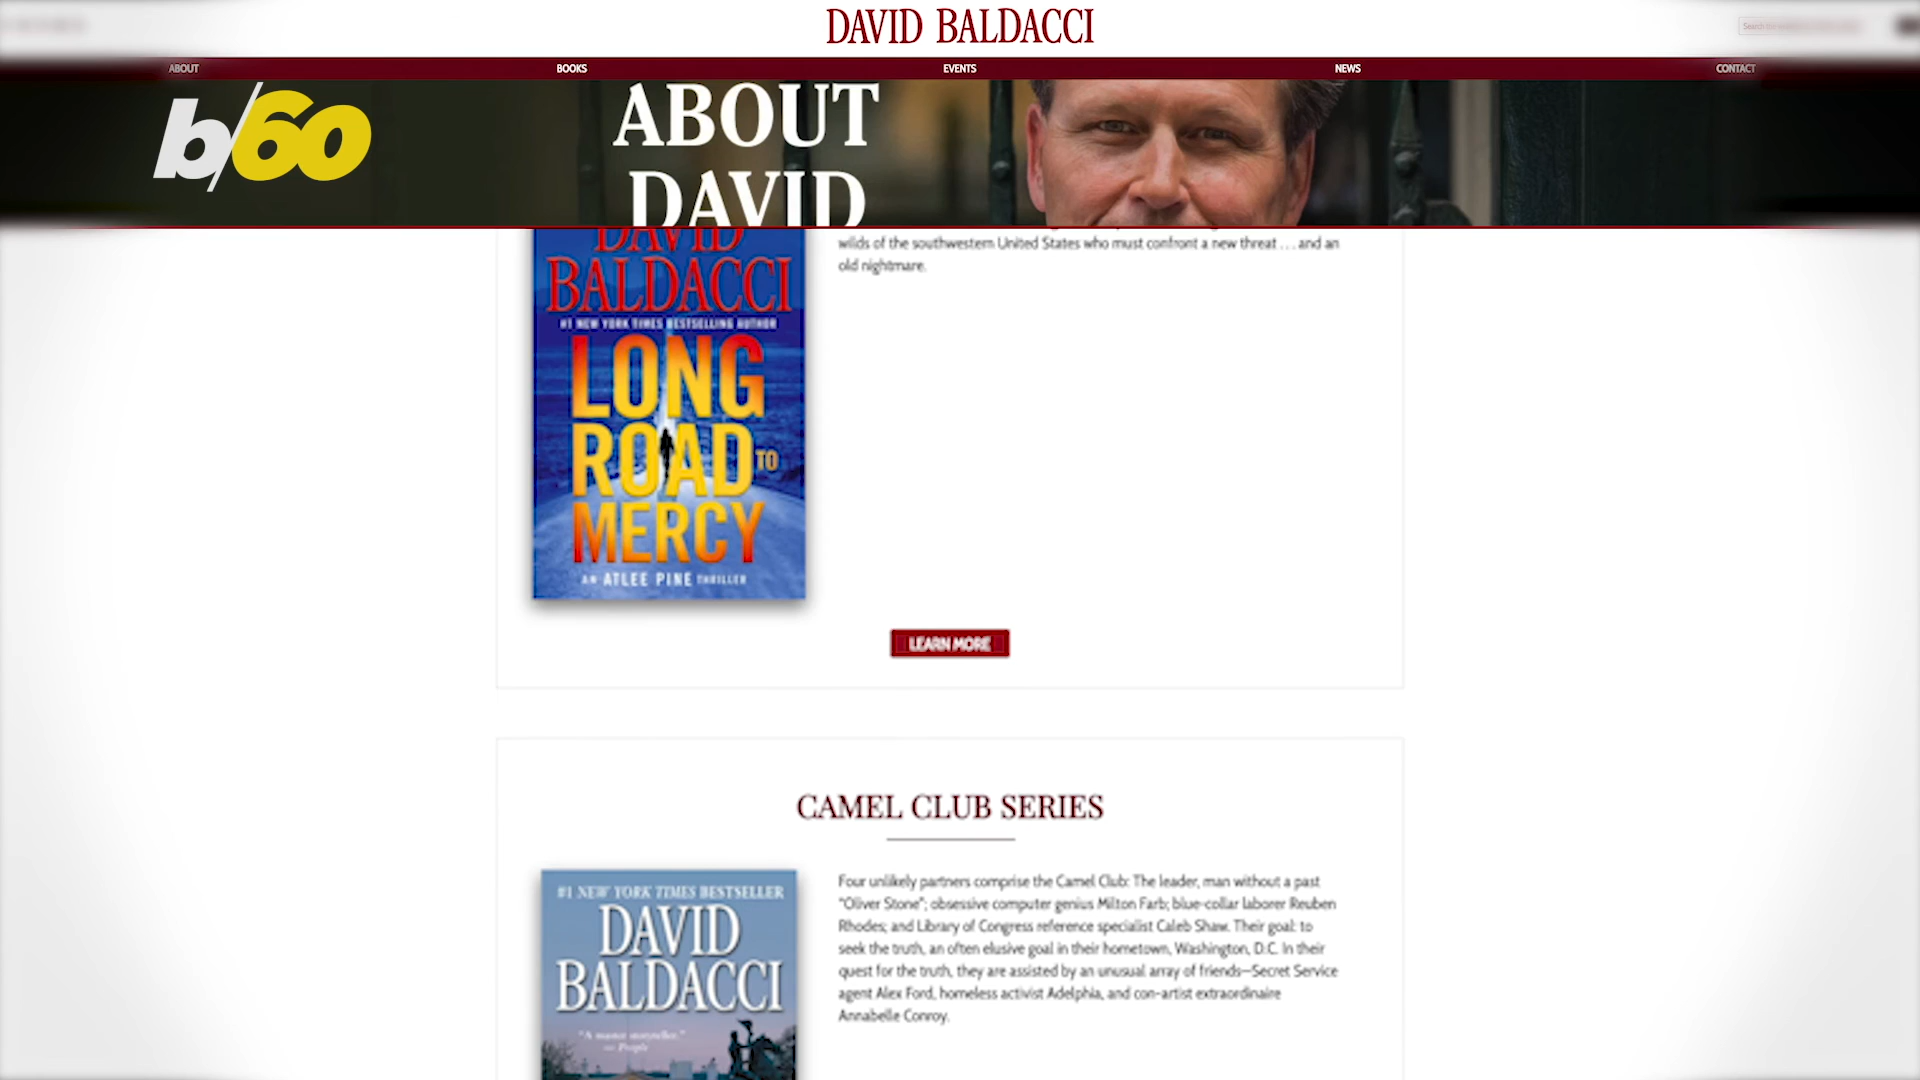 DAVID BALDACCI
ABOUT
BOOKS
EVENTS
NEWS
CONTACT
b/60
ABOUT
DAVID
wilds of the southwestern United States who must confront a new threat . . . and an
old nightmare.
DAVID
BALDACCI
#1 NEW YORK TIMES BESTSELLING AUTHOR
LONG
ROAD TO
MERCY
AN ATLEE PINE THRILLER
LEARN MORE
CAMEL CLUB SERIES
#1 NEW YORK TIMES BESTSELLER
DAVID
BALDACCI
"A master storyteller."
— People
Four unlikely partners comprise the Camel Club: The leader, man without a past
"Oliver Stone"; obsessive computer genius Milton Farb; blue-collar laborer Reuben
Rhodes; and Library of Congress reference specialist Caleb Shaw. Their goal: to
seek the truth, an often elusive goal in their hometown, Washington, D.C. In their
quest for the truth, they are assisted by an unusual array of friends—Secret Service
agent Alex Ford, homeless activist Adelphia, and con-artist extraordinaire
Annabelle Conroy.